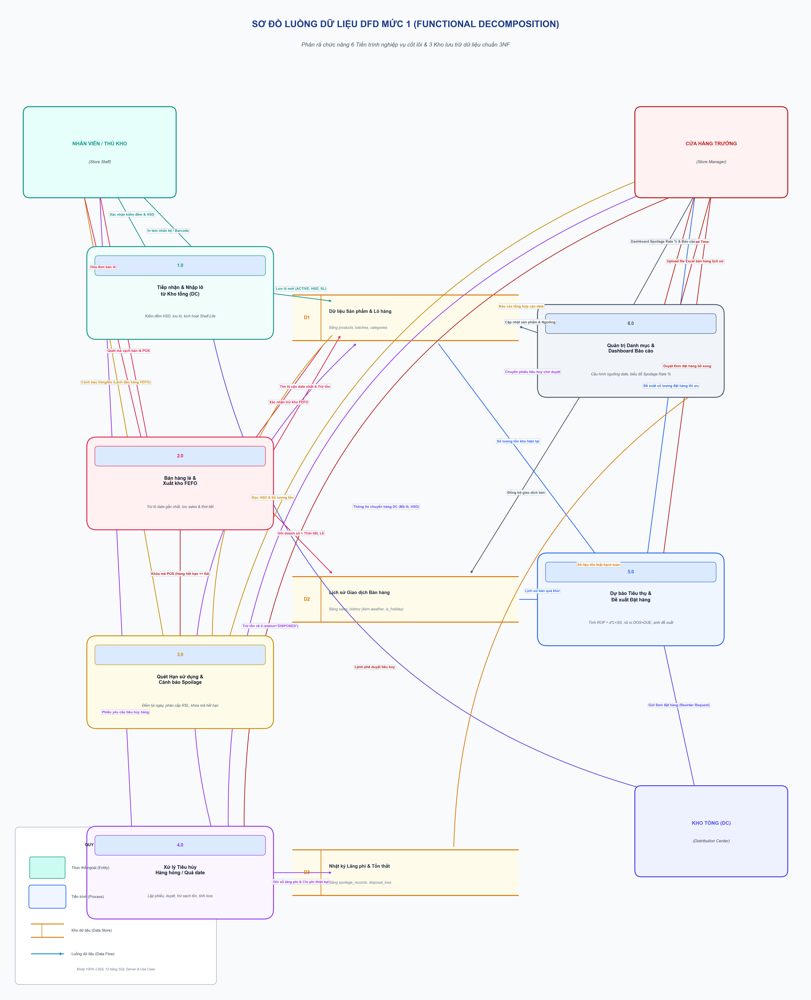 SƠ ĐỒ LUỒNG DỮ LIỆU DFD MỨC 1 (FUNCTIONAL DECOMPOSITION)
Phân rã chức năng 6 Tiến trình nghiệp vụ cốt lõi & 3 Kho lưu trữ dữ liệu chuẩn 3NF
NHÂN VIÊN / THỦ KHO
(Store Staff)
CỬA HÀNG TRƯỞNG
(Store Manager)
Xác nhận kiểm đếm & HSD
In tem nhãn kệ / Barcode
Dashboard Spoilage Rate % & Báo cáo
ad Time
Upload file Excel bán hàng lịch sử
Hóa đơn bán lẻ
1.0
Tiếp nhận & Nhập lô
từ Kho tổng (DC)
Kiểm đếm HSD, lưu lô, kích hoạt Shelf-Life
Lưu lô mới (ACTIVE, HSD, SL)
D1
Dữ liệu Sản phẩm & Lô hàng
Bảng products, batches, categories
Báo cáo tổng hợp cận date
Cập nhật sản phẩm & Ngưỡng
6.0
Quản trị Danh mục &
Dashboard Báo cáo
Cấu hình ngưỡng date, biểu đồ Spoilage Rate %
Duyệt Đơn đặt hàng bổ sung
Chuyển phiếu tiêu hủy chờ duyệt
Đề xuất số lượng đặt hàng tối ưu
Quét mã vạch bán lẻ POS
Cảnh báo Vàng/Đỏ (Lệnh đảo hàng FEFO)
Tìm lô cận date nhất & Trừ tồn
Xác nhận trừ kho FEFO
Số lượng tồn kho hiện tại
2.0
Bán hàng lẻ &
Xuất kho FEFO
Trừ lô date gần nhất, lưu sales & thời tiết
Đọc HSD & Số lượng tồn
Thông tin chuyến hàng DC (Mã lô, HSD)
Đồng bộ giao dịch bán
Ghi doanh số + Thời tiết, Lễ
Khóa mã POS (Hàng hết hạn <= 0d)
D2
Lịch sử Giao dịch Bán hàng
Bảng sales_history (kèm weather, is_holiday)
Số liệu tổn thất hạch toán
Lịch sử bán quá khứ
5.0
Dự báo Tiêu thụ &
Đề xuất Đặt hàng
Tính ROP = d*L+SS, rủi ro DOS>DUE, sinh đề xuất
Trừ tồn về 0 (status='DISPOSED')
3.0
Quét Hạn sử dụng &
Cảnh báo Spoilage
Đếm lùi ngày, phân cấp RSL, khóa mã hết hạn
Phiếu yêu cầu tiêu hủy hàng
Lệnh phê duyệt tiêu hủy
Gửi Đơn đặt hàng (Reorder Request)
KHO TỔNG (DC)
(Distribution Center)
4.0
Xử lý Tiêu hủy
Hàng hỏng / Quá date
Lập phiếu, duyệt, trừ sạch tồn, tính loss
D3
Nhật ký Lãng phí & Tổn thất
Bảng spoilage_records, disposal_loss
Ghi số lãng phí & Chi phí thiệt hại
QUY
Thực thể ngoài (Entity)
Tiến trình (Process)
Kho dữ liệu (Data Store)
Luồng dữ liệu (Data Flow)
Khớp 100% CSDL 12 bảng SQL Server & Use Case